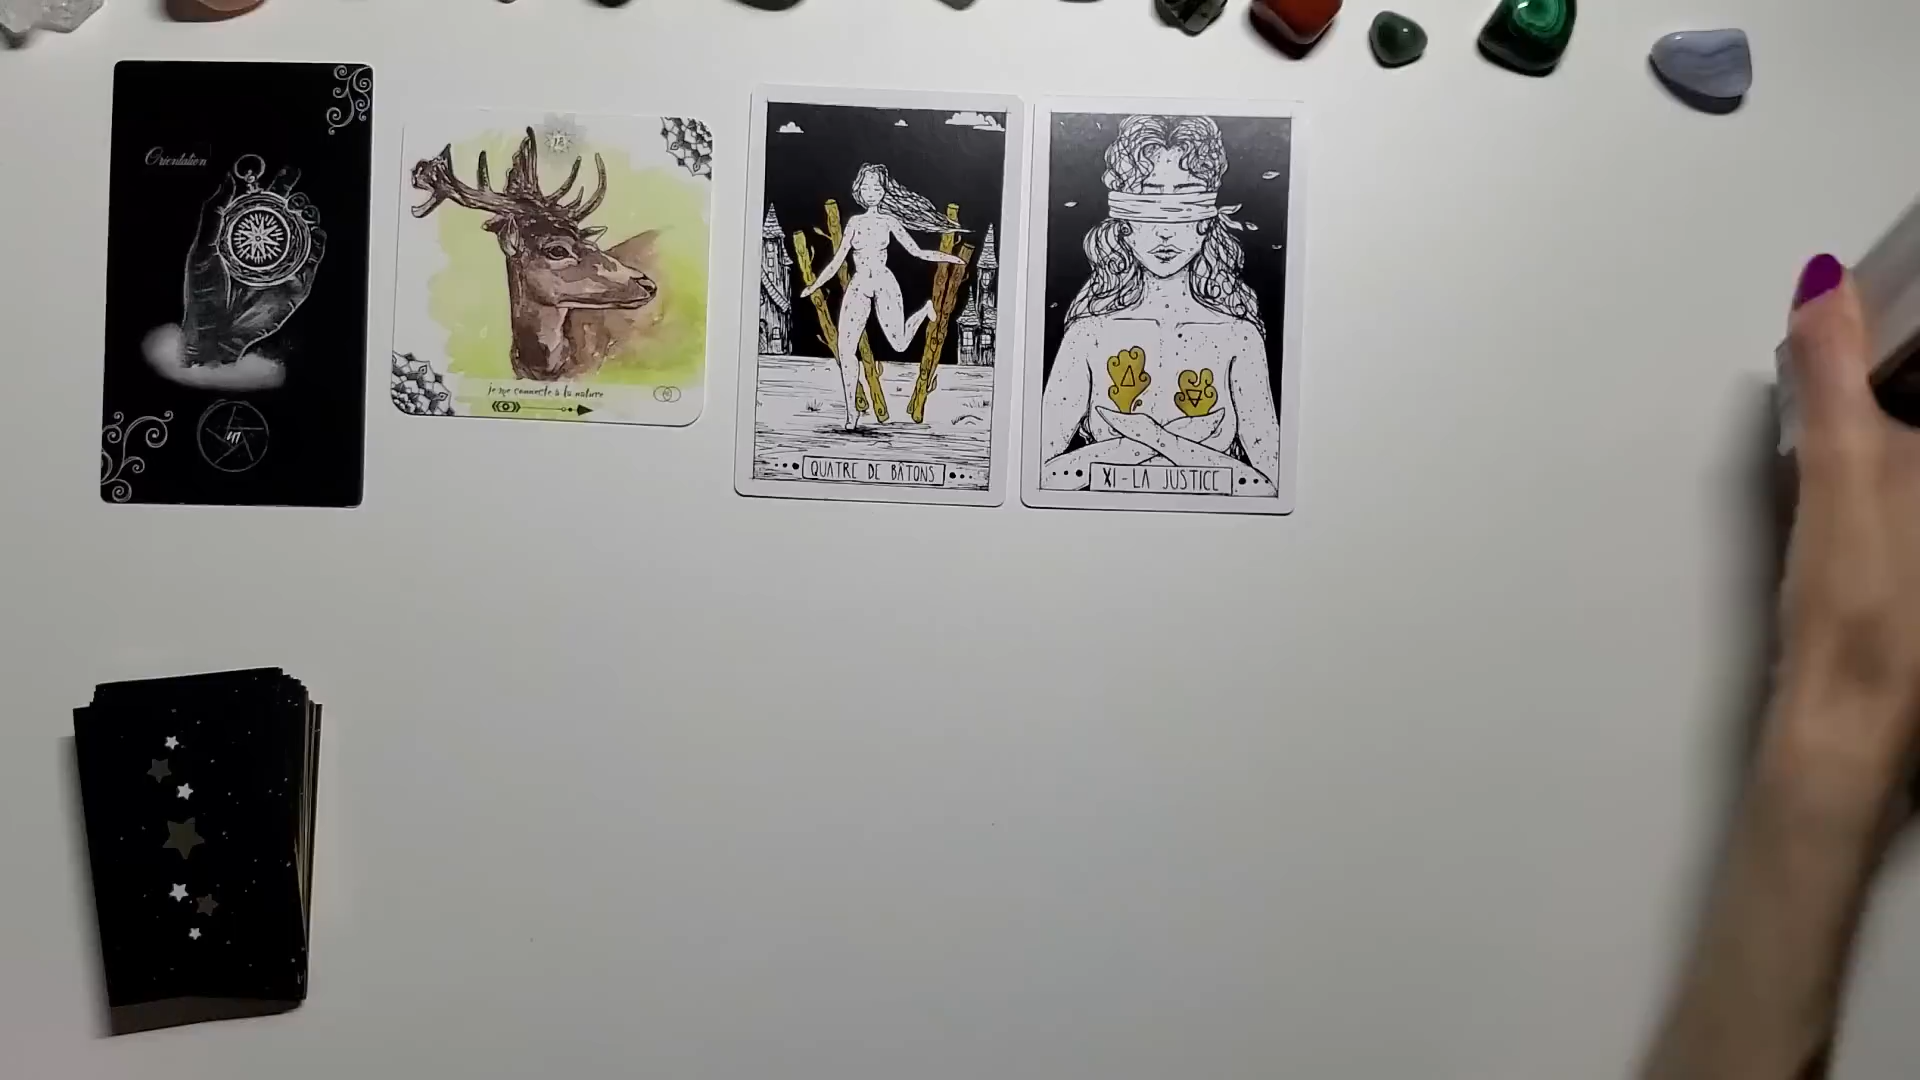 Orientation
je me connecte à la nature
QUATRE DE BÂTONS
XI-LA JUSTICE